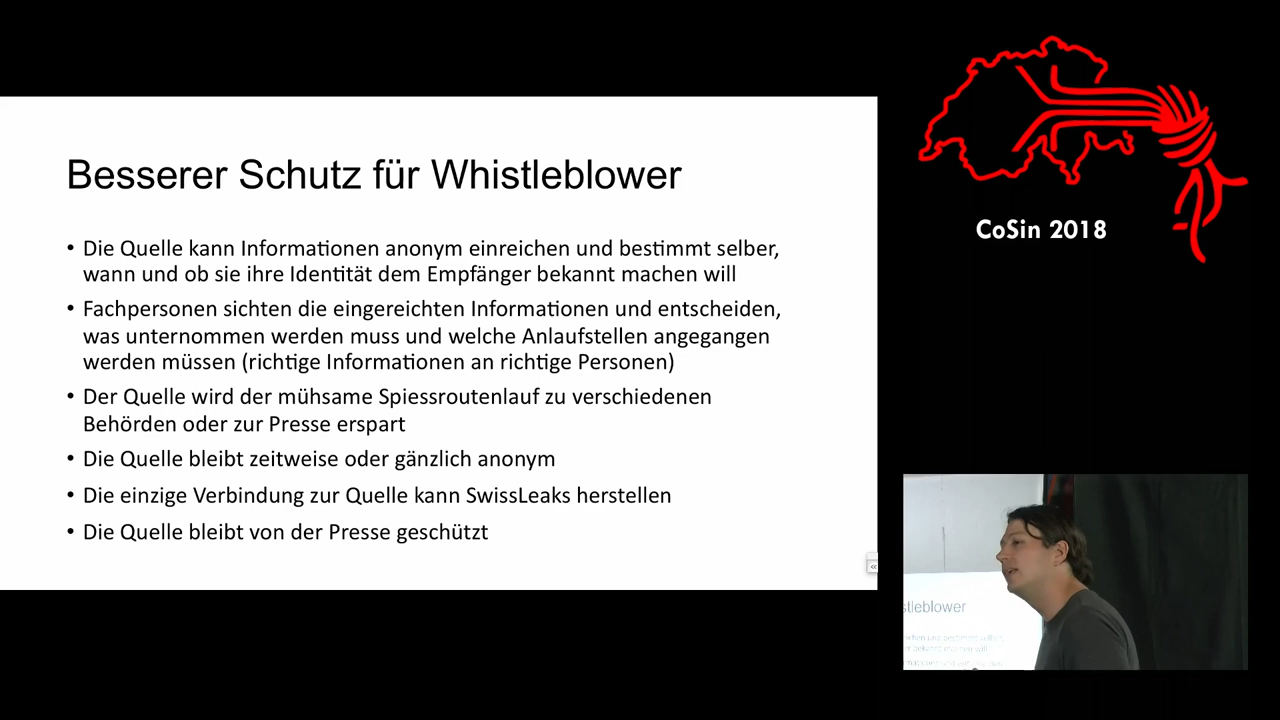 Besserer Schutz für Whistleblower
• Die Quelle kann Informationen anonym einreichen und bestimmt selber,
wann und ob sie ihre Identität dem Empfänger bekannt machen will
• Fachpersonen sichten die eingereichten Informationen und entscheiden,
was unternommen werden muss und welche Anlaufstellen angegangen
werden müssen (richtige Informationen an richtige Personen)
• Der Quelle wird der mühsame Spiessroutenlauf zu verschiedenen
Behörden oder zur Presse erspart
• Die Quelle bleibt zeitweise oder gänzlich anonym
• Die einzige Verbindung zur Quelle kann SwissLeaks herstellen
• Die Quelle bleibt von der Presse geschützt
«
CoSin 2018
stleblower